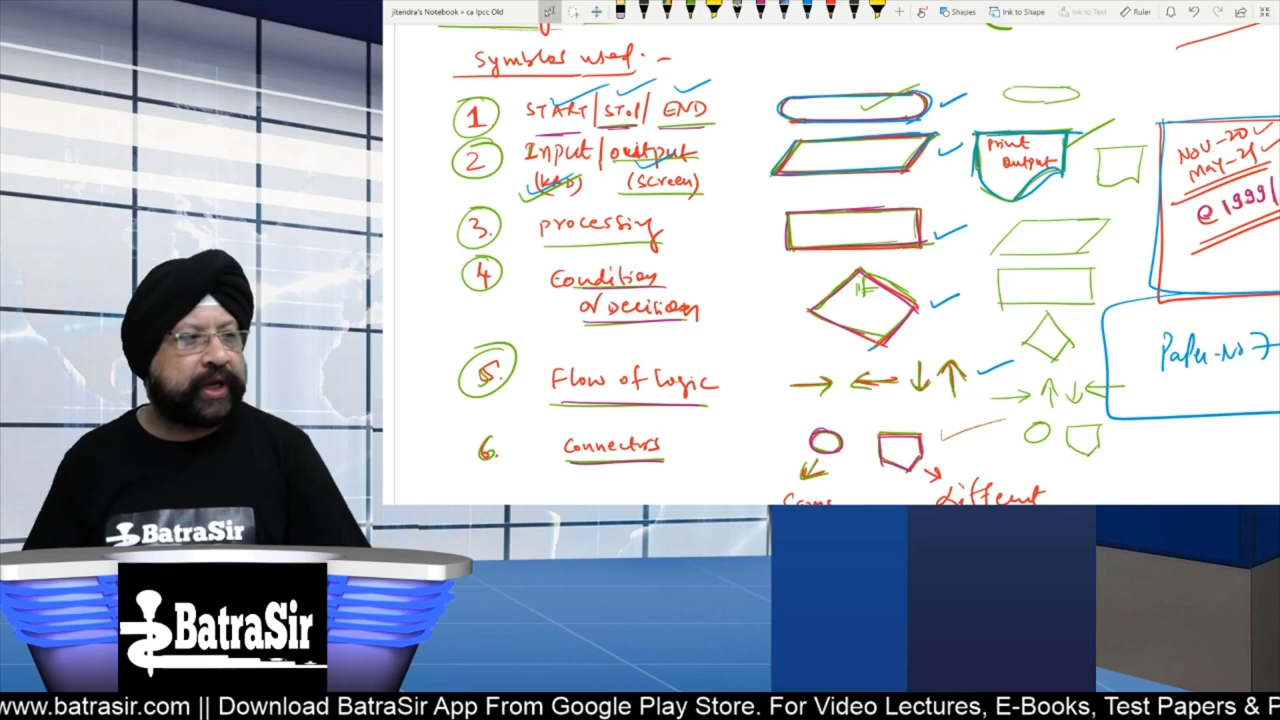 jitendra's Notebook > ca Ipcc Old
Shapes
Ink to Shape
Ink to Text
Ruler
Symbles used. -
1 START/STOP/ END
2 Input/output
(KBD) (Screen)
Print
output
NOV-20
MAY-21
@ 1999/
3. processing
4 Condition
or Decision
IF
Paper-No 7
5. Flow of Logic
6. Connectors
Same
different
BatraSir
BatraSir
www.batrasir.com || Download BatraSir App From Google Play Store. For Video Lectures, E-Books, Test Papers & P